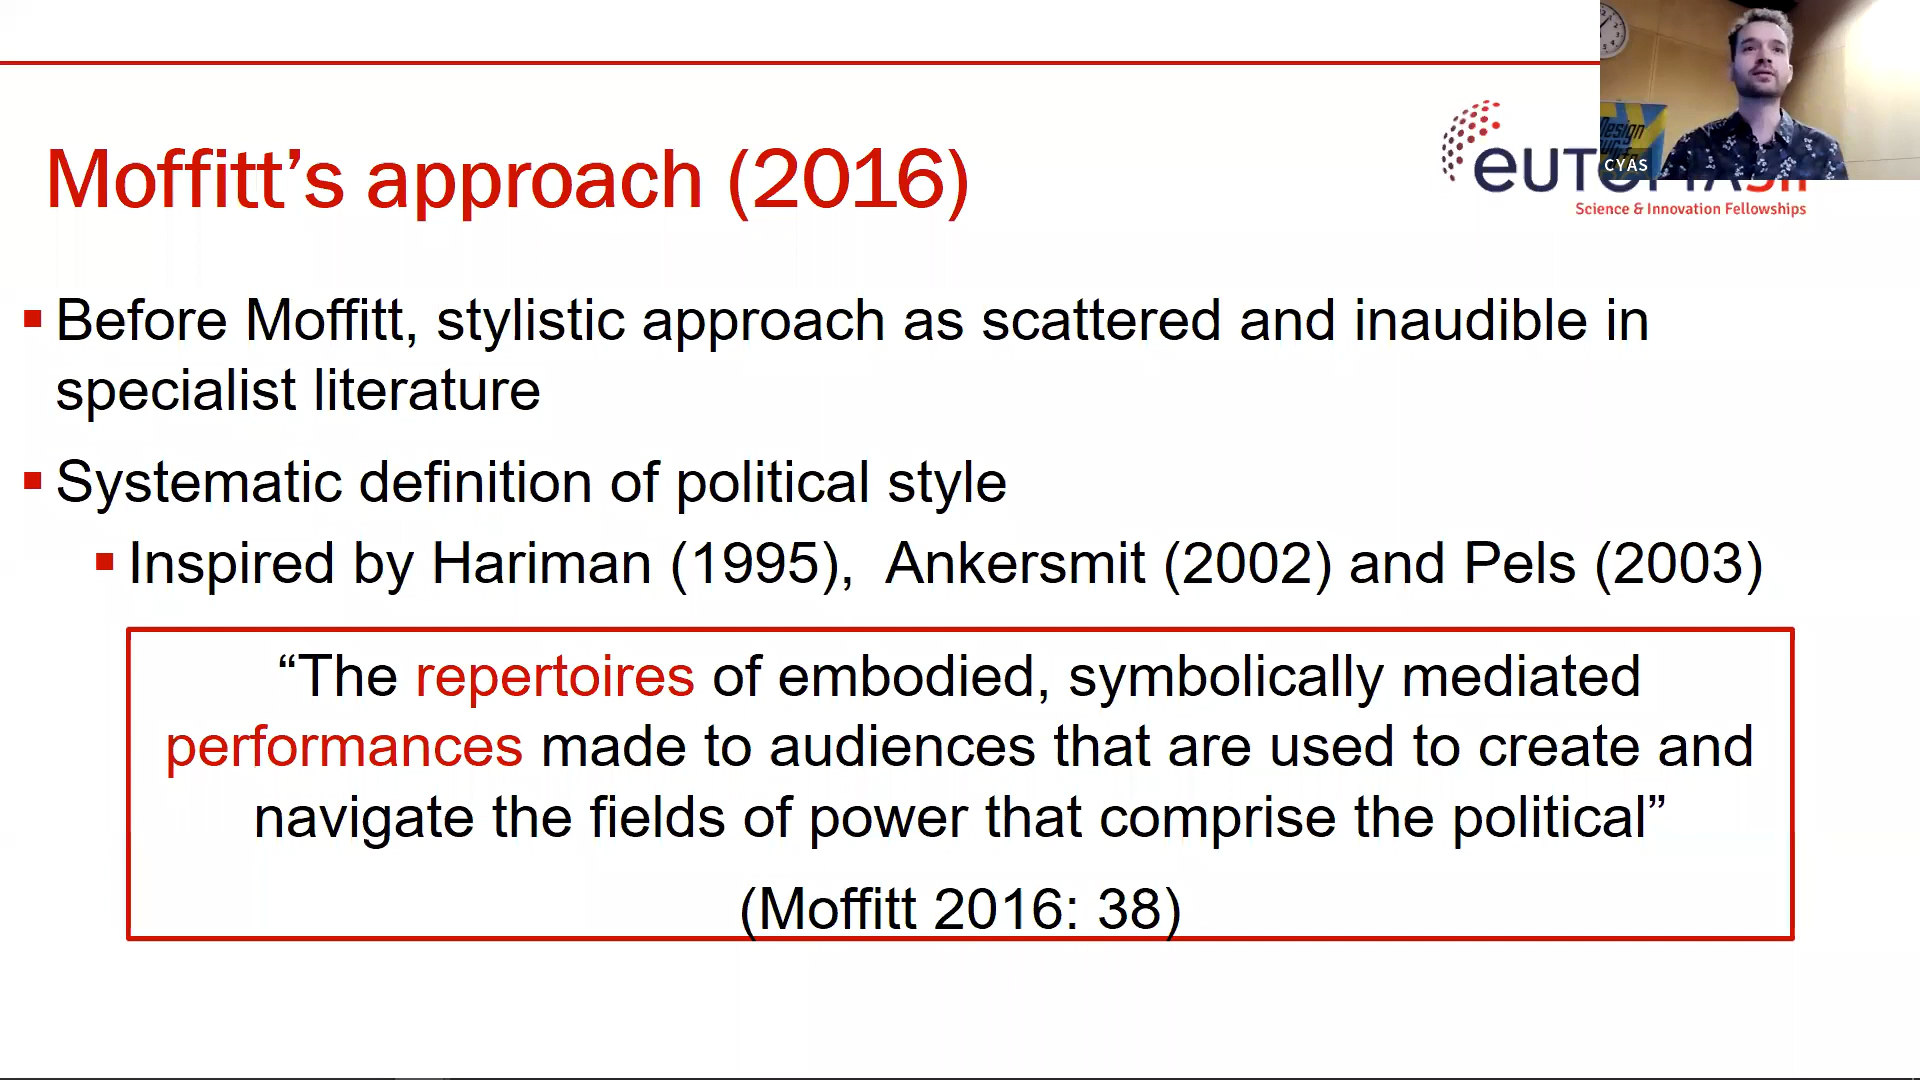 Moffitt’s approach (2016)
CYAS
Design
Science & Innovation Fellowships
▪ Before Moffitt, stylistic approach as scattered and inaudible in
specialist literature
▪ Systematic definition of political style
▪ Inspired by Hariman (1995),  Ankersmit (2002) and Pels (2003)
“The repertoires of embodied, symbolically mediated
performances made to audiences that are used to create and
navigate the fields of power that comprise the political”
(Moffitt 2016: 38)